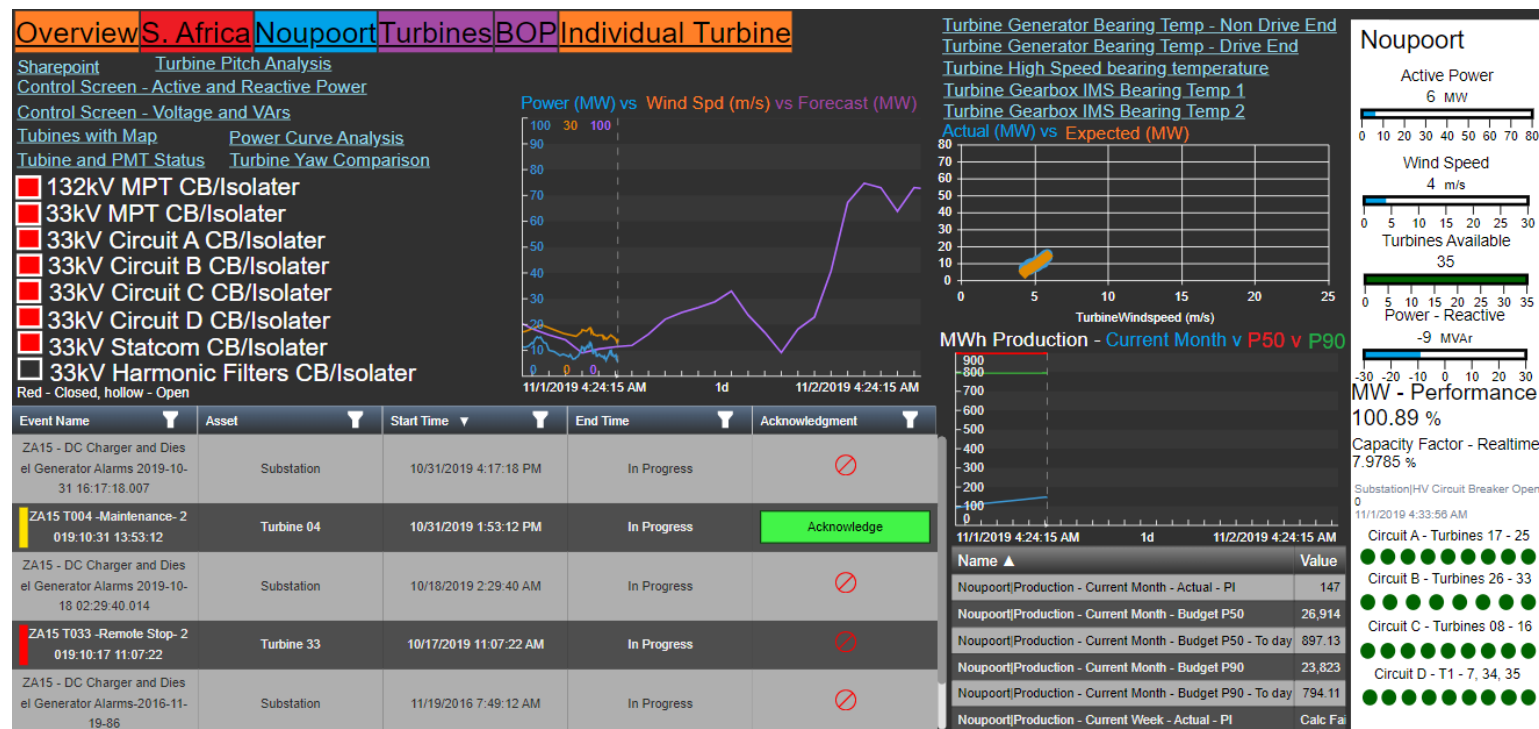 Overview S. Africa Noupoort Turbines BOP Individual Turbine
Sharepoint Turbine Pitch Analysis
Control Screen - Active and Reactive Power
Control Screen - Voltage and VArs
Tubines with Map Power Curve Analysis
Tubine and PMT Status Turbine Yaw Comparison
132kV MPT CB/Isolater
33kV MPT CB/Isolater
33kV Circuit A CB/Isolater
33kV Circuit B CB/Isolater
33kV Circuit C CB/Isolater
33kV Circuit D CB/Isolater
33kV Statcom CB/Isolater
33kV Harmonic Filters CB/Isolater
Red - Closed, hollow - Open
Power (MW) vs Wind Spd (m/s) vs Forecast (MW)
100 30 100
90
80
70
60
50
40
30
20
10
0 0 0
11/1/2019 4:24:15 AM 1d 11/2/2019 4:24:15 AM
Turbine Generator Bearing Temp - Non Drive End
Turbine Generator Bearing Temp - Drive End
Turbine High Speed bearing temperature
Turbine Gearbox IMS Bearing Temp 1
Turbine Gearbox IMS Bearing Temp 2
Actual (MW) vs Expected (MW)
80
70
60
50
40
30
20
10
0
0 5 10 15 20 25
TurbineWindspeed (m/s)
MWh Production - Current Month v P50 v P90
900
800
700
600
500
400
300
200
100
0
11/1/2019 4:24:15 AM 1d 11/2/2019 4:24:15 AM
Name ▲ Value
Noupoort|Production - Current Month - Actual - PI 147
Noupoort|Production - Current Month - Budget P50 26,914
Noupoort|Production - Current Month - Budget P50 - To day 897.13
Noupoort|Production - Current Month - Budget P90 23,823
Noupoort|Production - Current Month - Budget P90 - To day 794.11
Noupoort|Production - Current Week - Actual - PI Calc Fai
Event Name Asset Start Time ▼ End Time Acknowledgment
ZA15 - DC Charger and Dies
el Generator Alarms 2019-10-
31 16:17:18.007
Substation 10/31/2019 4:17:18 PM In Progress
ZA15 T004 -Maintenance- 2
019:10:31 13:53:12
Turbine 04 10/31/2019 1:53:12 PM In Progress Acknowledge
ZA15 - DC Charger and Dies
el Generator Alarms 2019-10-
18 02:29:40.014
Substation 10/18/2019 2:29:40 AM In Progress
ZA15 T033 -Remote Stop- 2
019:10:17 11:07:22
Turbine 33 10/17/2019 11:07:22 AM In Progress
ZA15 - DC Charger and Dies
el Generator Alarms-2016-11-
19-86
Substation 11/19/2016 7:49:12 AM In Progress
Noupoort
Active Power
6 MW
0 10 20 30 40 50 60 70 80
Wind Speed
4 m/s
0 5 10 15 20 25 30
Turbines Available
35
0 5 10 15 20 25 30 35
Power - Reactive
-9 MVAr
-30 -20 -10 0 10 20 30
MW - Performance
100.89 %
Capacity Factor - Realtime
7.9785 %
Substation|HV Circuit Breaker Open
0
11/1/2019 4:33:56 AM
Circuit A - Turbines 17 - 25
Circuit B - Turbines 26 - 33
Circuit C - Turbines 08 - 16
Circuit D - T1 - 7, 34, 35